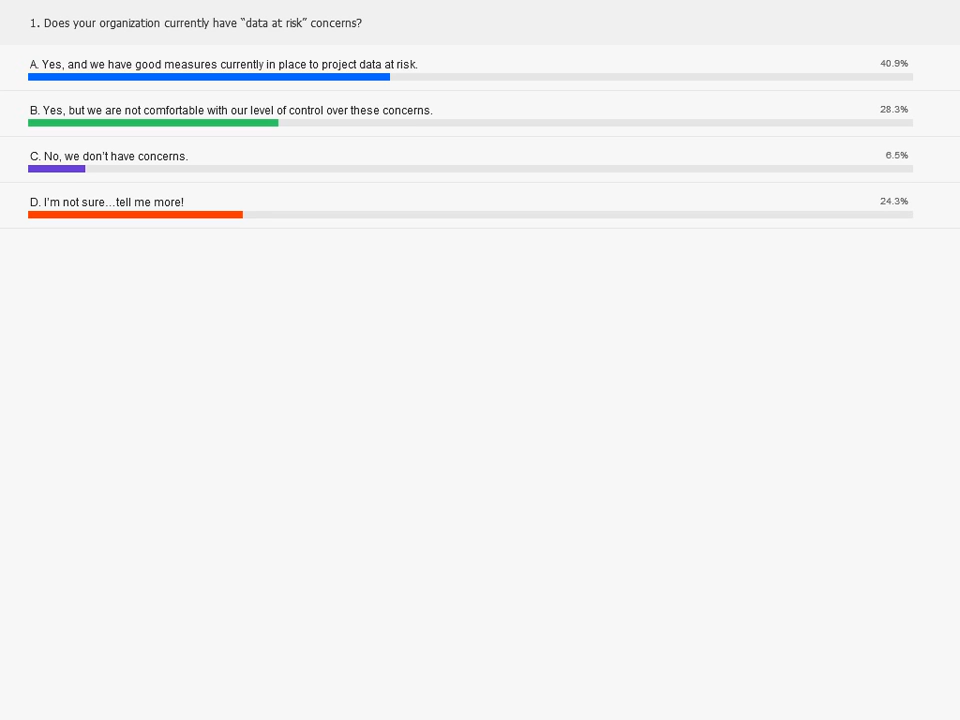 1. Does your organization currently have “data at risk” concerns?
A. Yes, and we have good measures currently in place to project data at risk.
40.9%
B. Yes, but we are not comfortable with our level of control over these concerns.
28.3%
C. No, we don't have concerns.
6.5%
D. I'm not sure...tell me more!
24.3%